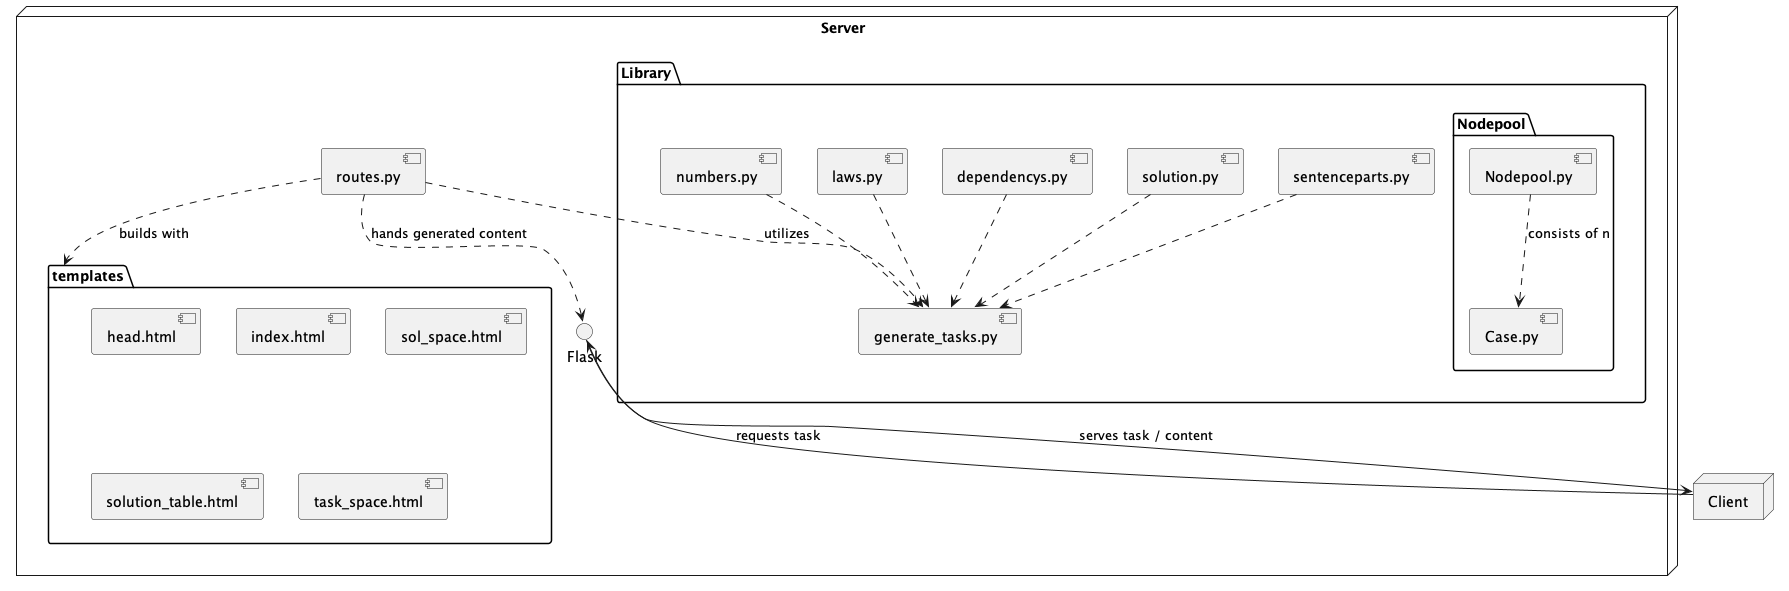 Server
Library
Nodepool
routes.py
numbers.py
laws.py
dependencys.py
solution.py
sentenceparts.py
Nodepool.py
builds with
hands generated content
utilizes
consists of n
templates
head.html
index.html
sol_space.html
Flask
generate_tasks.py
Case.py
requests task
serves task / content
solution_table.html
task_space.html
Client